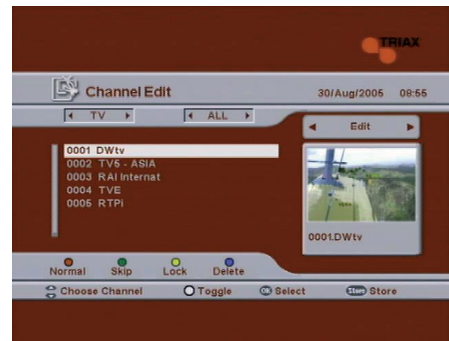 TRIAX
Channel Edit
30/Aug/2005 08:55
TV
ALL
Edit
0001 DWtv
0002 TV5 - ASIA
0003 RAI Internat
0004 TVE
0005 RTPi
0001.DWtv
Normal Skip Lock Delete
Choose Channel Toggle OK Select Store Store